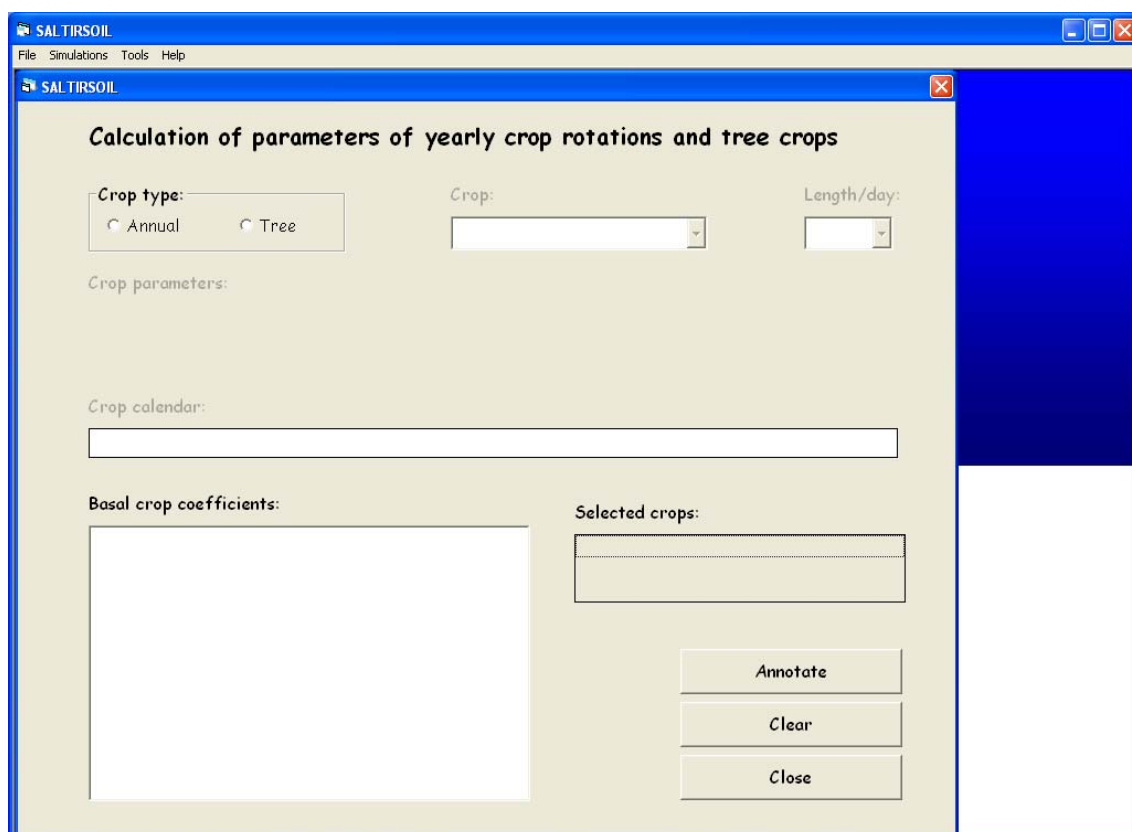 SALTIRSOIL
File Simulations Tools Help
SALTIRSOIL
Calculation of parameters of yearly crop rotations and tree crops
Crop type: Crop: Length/day:
Annual Tree
Crop parameters:
Crop calendar:
Basal crop coefficients:
Selected crops:
Annotate
Clear
Close